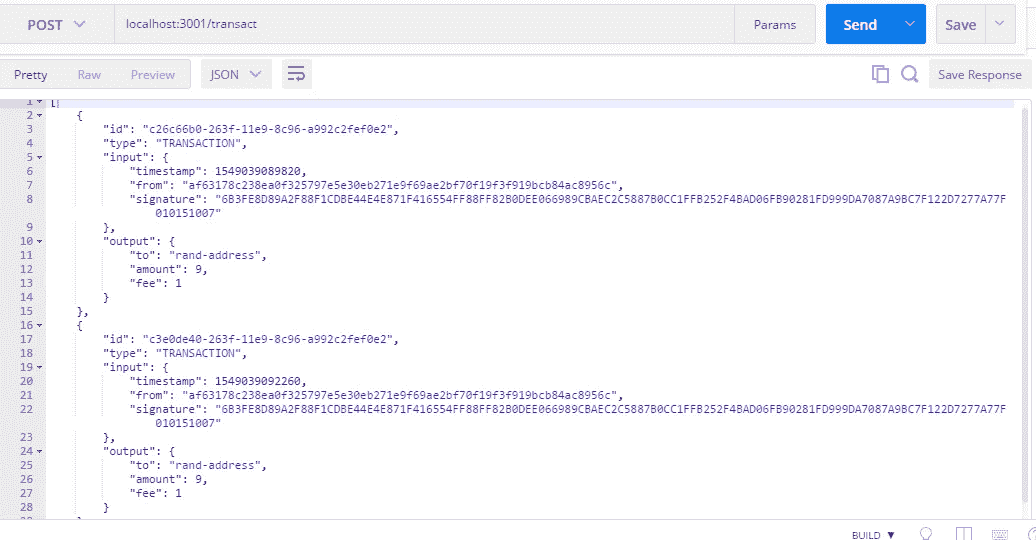 POST localhost:3001/transact Params Send Save
Pretty Raw Preview JSON Save Response
1 [
2 {
3 "id": "c26c66b0-263f-11e9-8c96-a992c2fef0e2",
4 "type": "TRANSACTION",
5 "input": {
6 "timestamp": 1549039089820,
7 "from": "af63178c238ea0f325797e5e30eb271e9f69ae2bf70f19f3f919bcb84ac8956c",
8 "signature": "6B3FE8D89A2F88F1CDBE44E4E871F416554FF88FF82B0DEE066989CBAEC2C5887B0CC1FFB252F4BAD06FB90281FD999DA7087A9BC7F122D7277A77F
010151007"
9 },
10 "output": {
11 "to": "rand-address",
12 "amount": 9,
13 "fee": 1
14 }
15 },
16 {
17 "id": "c3e0de40-263f-11e9-8c96-a992c2fef0e2",
18 "type": "TRANSACTION",
19 "input": {
20 "timestamp": 1549039092260,
21 "from": "af63178c238ea0f325797e5e30eb271e9f69ae2bf70f19f3f919bcb84ac8956c",
22 "signature": "6B3FE8D89A2F88F1CDBE44E4E871F416554FF88FF82B0DEE066989CBAEC2C5887B0CC1FFB252F4BAD06FB90281FD999DA7087A9BC7F122D7277A77F
010151007"
23 },
24 "output": {
25 "to": "rand-address",
26 "amount": 9,
27 "fee": 1
28 }
BUILD